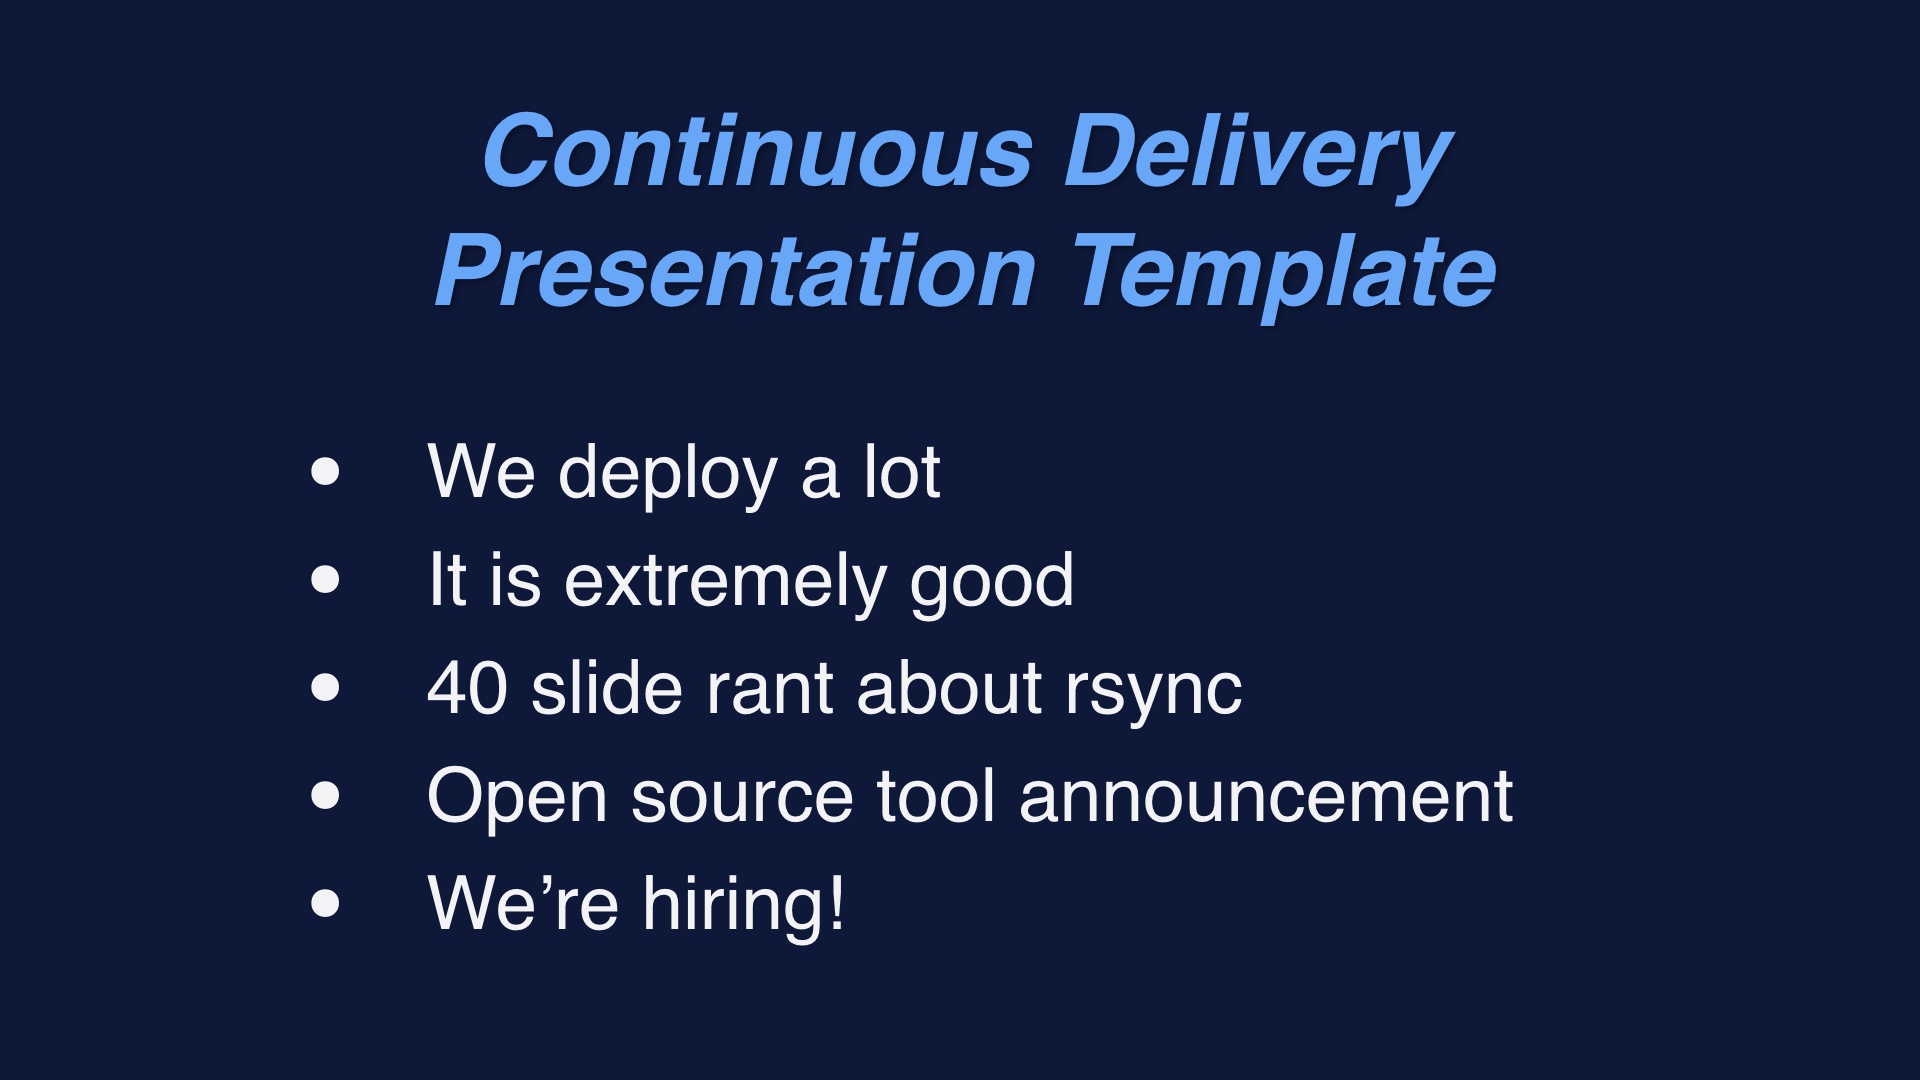 Continuous Delivery
Presentation Template
• We deploy a lot
• It is extremely good
• 40 slide rant about rsync
• Open source tool announcement
• We’re hiring!